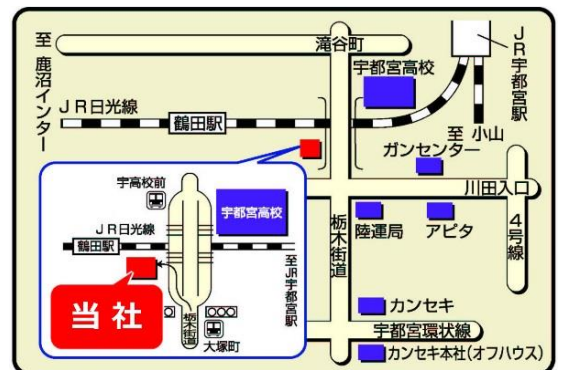 至 鹿沼インター
滝谷町
宇都宮高校
JR宇都宮駅
JR日光線
鶴田駅
至 小山
ガンセンター
川田入口
4号線
栃木街道
陸運局
アピタ
カンセキ
宇都宮環状線
カンセキ本社(オフハウス)
宇高校前
宇都宮高校
JR日光線
鶴田駅
至JR宇都宮駅
当社
栃木街道
大塚町